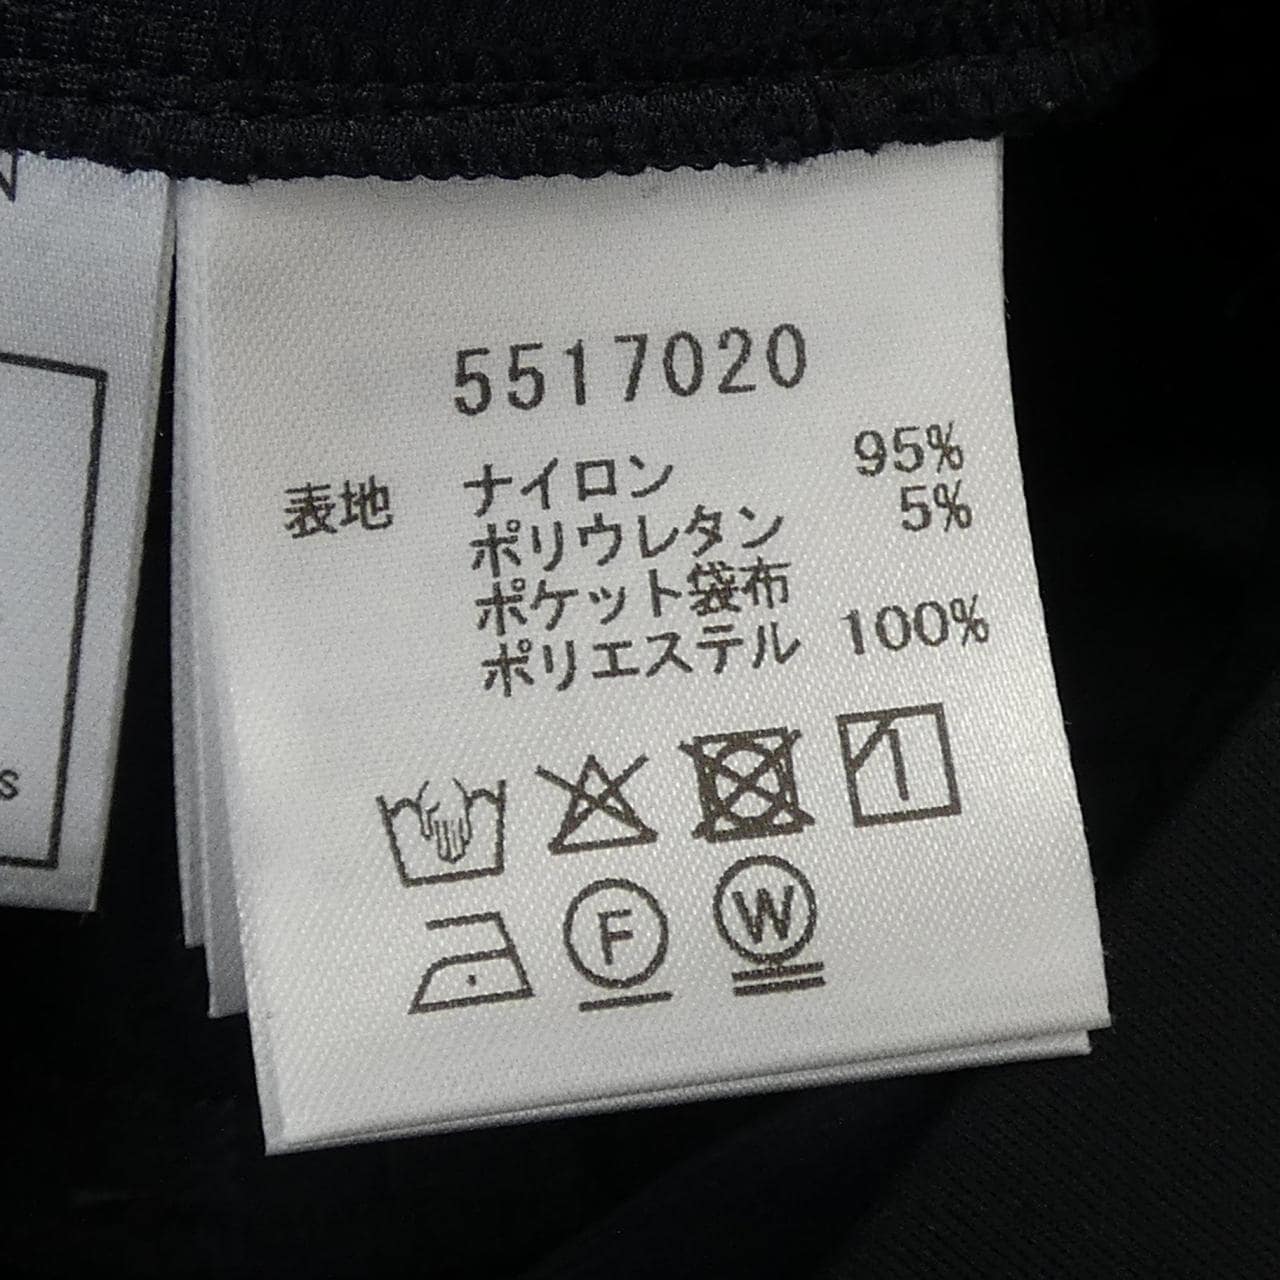 5517020
表地 ナイロン 95%
ポリウレタン 5%
ポケット袋布
ポリエステル 100%
F W
N
s